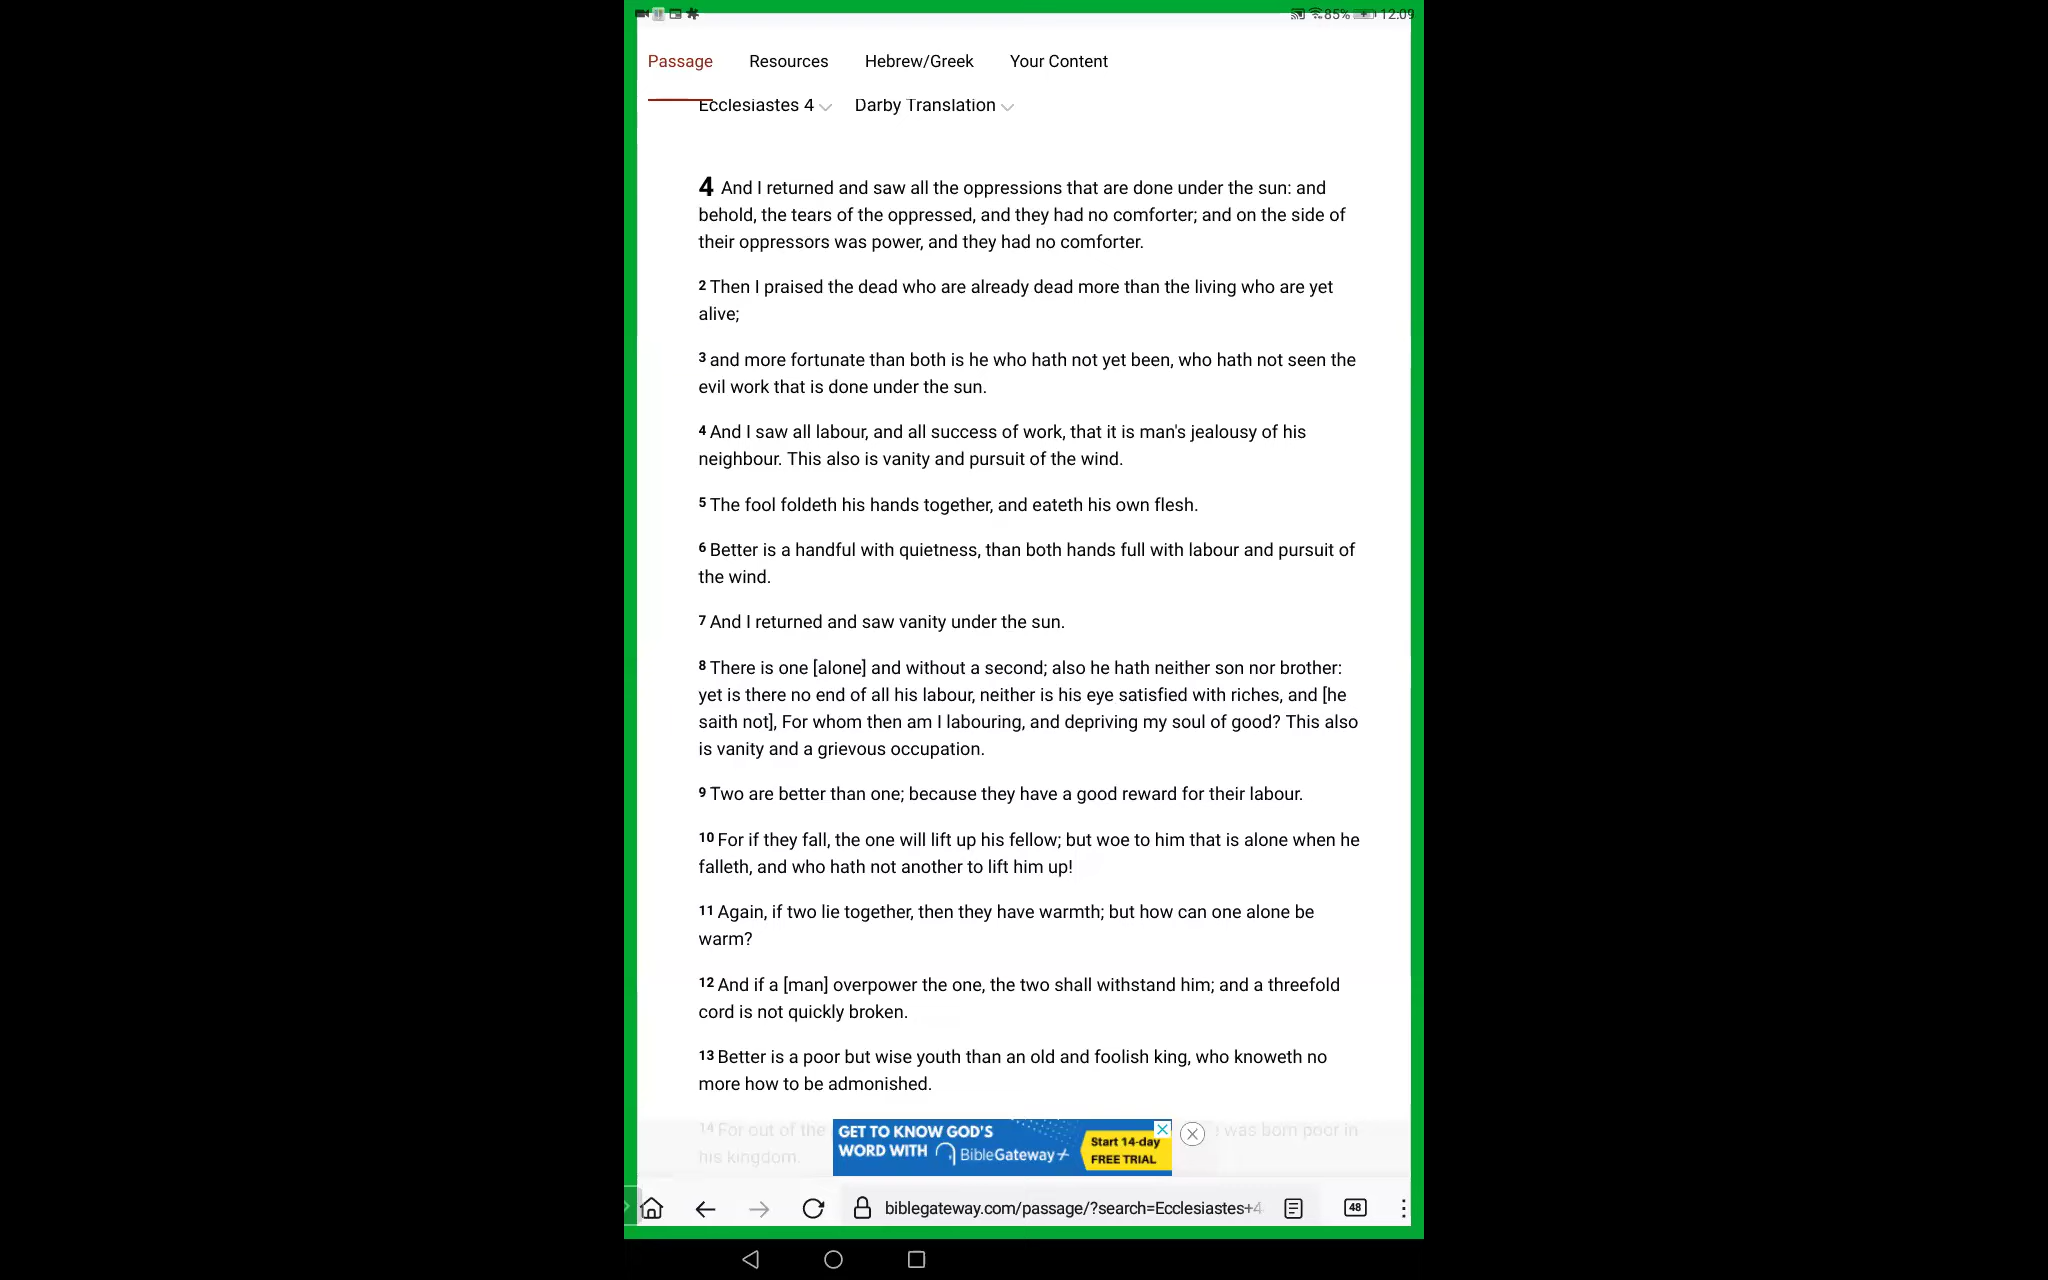 85% 12:09
Passage Resources Hebrew/Greek Your Content
Ecclesiastes 4 Darby Translation
4 And I returned and saw all the oppressions that are done under the sun: and
behold, the tears of the oppressed, and they had no comforter; and on the side of
their oppressors was power, and they had no comforter.
2 Then I praised the dead who are already dead more than the living who are yet
alive;
3 and more fortunate than both is he who hath not yet been, who hath not seen the
evil work that is done under the sun.
4 And I saw all labour, and all success of work, that it is man's jealousy of his
neighbour. This also is vanity and pursuit of the wind.
5 The fool foldeth his hands together, and eateth his own flesh.
6 Better is a handful with quietness, than both hands full with labour and pursuit of
the wind.
7 And I returned and saw vanity under the sun.
8 There is one [alone] and without a second; also he hath neither son nor brother:
yet is there no end of all his labour, neither is his eye satisfied with riches, and [he
saith not], For whom then am I labouring, and depriving my soul of good? This also
is vanity and a grievous occupation.
9 Two are better than one; because they have a good reward for their labour.
10 For if they fall, the one will lift up his fellow; but woe to him that is alone when he
falleth, and who hath not another to lift him up!
11 Again, if two lie together, then they have warmth; but how can one alone be
warm?
12 And if a [man] overpower the one, the two shall withstand him; and a threefold
cord is not quickly broken.
13 Better is a poor but wise youth than an old and foolish king, who knoweth no
more how to be admonished.
14 For out of the was born poor in
his kingdom.
GET TO KNOW GOD'S
WORD WITH BibleGateway+
Start 14-day
FREE TRIAL
biblegateway.com/passage/?search=Ecclesiastes+4 48